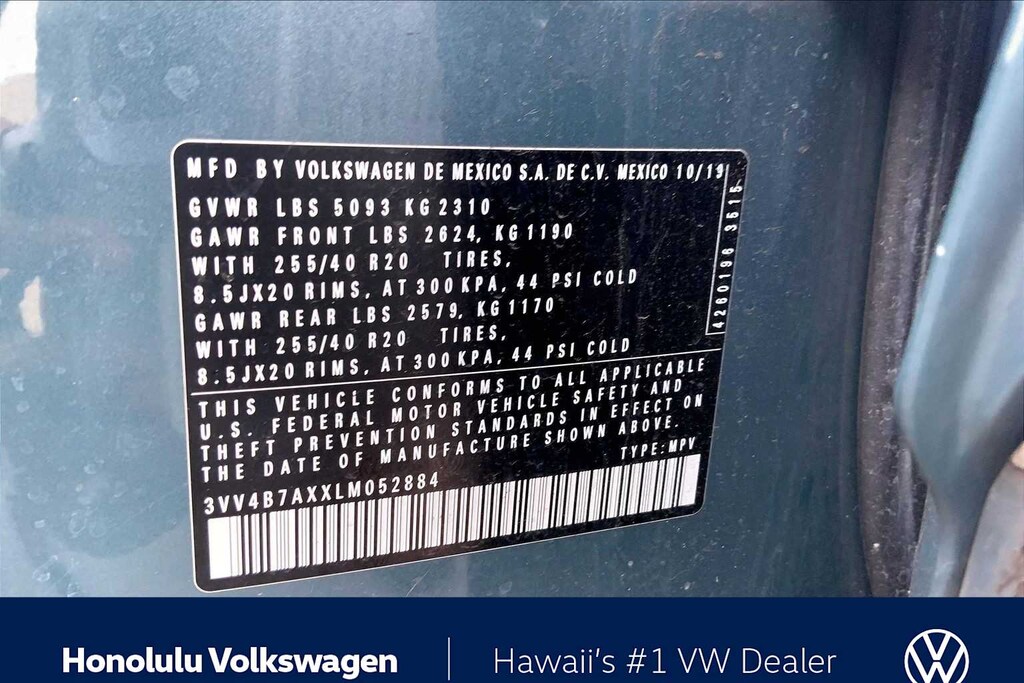 MFD BY VOLKSWAGEN DE MEXICO S.A. DE C.V. MEXICO 10/19
GVWR LBS 5093 KG 2310
GAWR FRONT LBS 2624, KG 1190
WITH 255/40 R20 TIRES,
8.5JX20 RIMS, AT 300 KPA, 44 PSI COLD
GAWR REAR LBS 2579, KG 1170
WITH 255/40 R20 TIRES,
8.5JX20 RIMS, AT 300 KPA, 44 PSI COLD
4260196 3515
THIS VEHICLE CONFORMS TO ALL APPLICABLE
U.S. FEDERAL MOTOR VEHICLE SAFETY AND
THEFT PREVENTION STANDARDS IN EFFECT ON
THE DATE OF MANUFACTURE SHOWN ABOVE.
TYPE: MPV
3VV4B7AXXLM052884
Honolulu Volkswagen
Hawaii's #1 VW Dealer